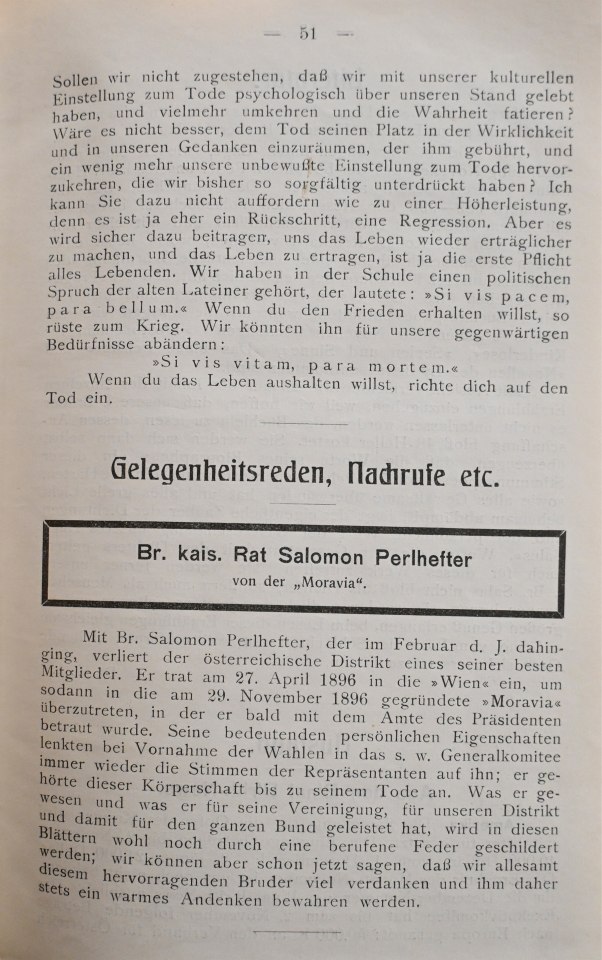 — 51 —
Sollen wir nicht zugestehen, daß wir mit unserer kulturellen
Einstellung zum Tode psychologisch über unseren Stand gelebt
haben, und vielmehr umkehren und die Wahrheit fatieren?
Wäre es nicht besser, dem Tod seinen Platz in der Wirklichkeit
und in unseren Gedanken einzuräumen, der ihm gebührt, und
ein wenig mehr unsere unbewußte Einstellung zum Tode hervor-
zukehren, die wir bisher so sorgfältig unterdrückt haben? Ich
kann Sie dazu nicht auffordern wie zu einer Höherleistung,
denn es ist ja eher ein Rückschritt, eine Regression. Aber es
wird sicher dazu beitragen, uns das Leben wieder erträglicher
zu machen, und das Leben zu ertragen, ist ja die erste Pflicht
alles Lebenden. Wir haben in der Schule einen politischen
Spruch der alten Lateiner gehört, der lautete: »Si vis pacem,
para bellum.« Wenn du den Frieden erhalten willst, so
rüste zum Krieg. Wir könnten ihn für unsere gegenwärtigen
Bedürfnisse abändern:
»Si vis vitam, para mortem.«
Wenn du das Leben aushalten willst, richte dich auf den
Tod ein.
Gelegenheitsreden, Nachrufe etc.
Br. kais. Rat Salomon Perlhefter
von der „Moravia“.
Mit Br. Salomon Perlhefter, der im Februar d. J. dahin-
ging, verliert der österreichische Distrikt eines seiner besten
Mitglieder. Er trat am 27. April 1896 in die »Wien« ein, um
sodann in die am 29. November 1896 gegründete »Moravia«
überzutreten, in der er bald mit dem Amte des Präsidenten
betraut wurde. Seine bedeutenden persönlichen Eigenschaften
lenkten bei Vornahme der Wahlen in das s. w. Generalkomitee
immer wieder die Stimmen der Repräsentanten auf ihn; er ge-
hörte dieser Körperschaft bis zu seinem Tode an. Was er ge-
wesen und was er für seine Vereinigung, für unseren Distrikt
und damit für den ganzen Bund geleistet hat, wird in diesen
Blättern wohl noch durch eine berufene Feder geschildert
werden; wir können aber schon jetzt sagen, daß wir allesamt
diesem hervorragenden Bruder viel verdanken und ihm daher
stets ein warmes Andenken bewahren werden.